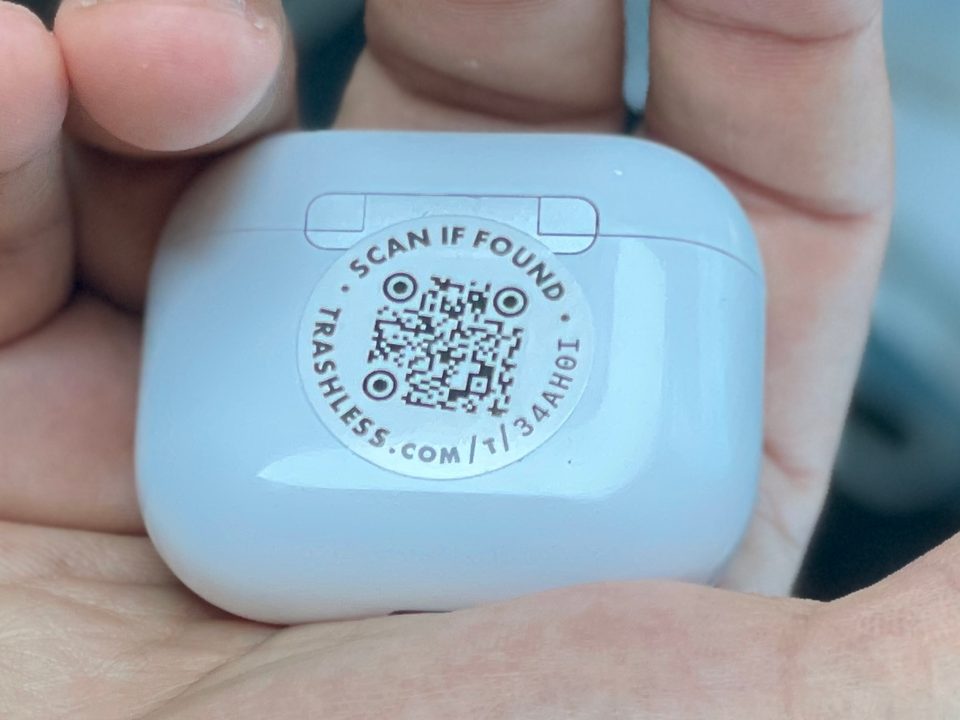 • SCAN IF FOUND •
TRASHLESS.COM/T/34AH0I